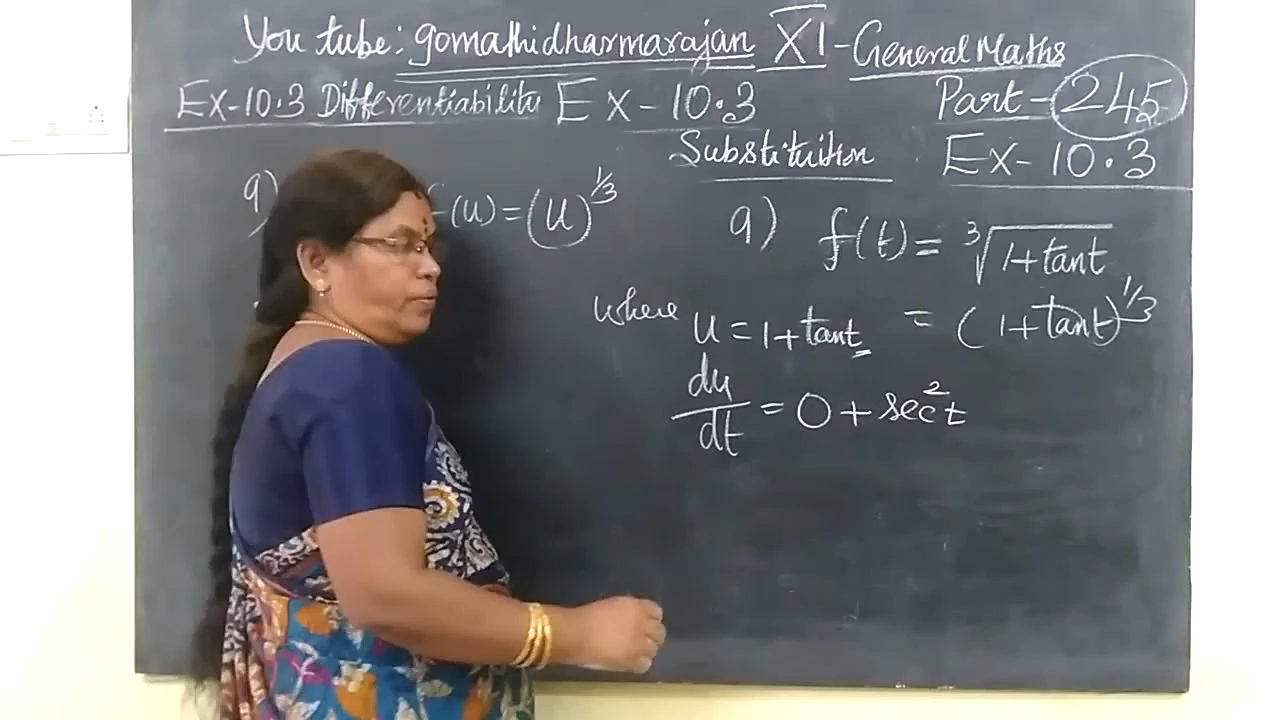 You tube: gomathidharmarajan XI - General Maths
Ex-10.3 Differentiability Ex-10.3 Part-245
Substituition Ex-10.3
9) (u) = (u)^1/3
9) f(t) = ³√1+tant
where u = 1+tant = (1+tant)^1/3
du/dt = 0 + sec²t